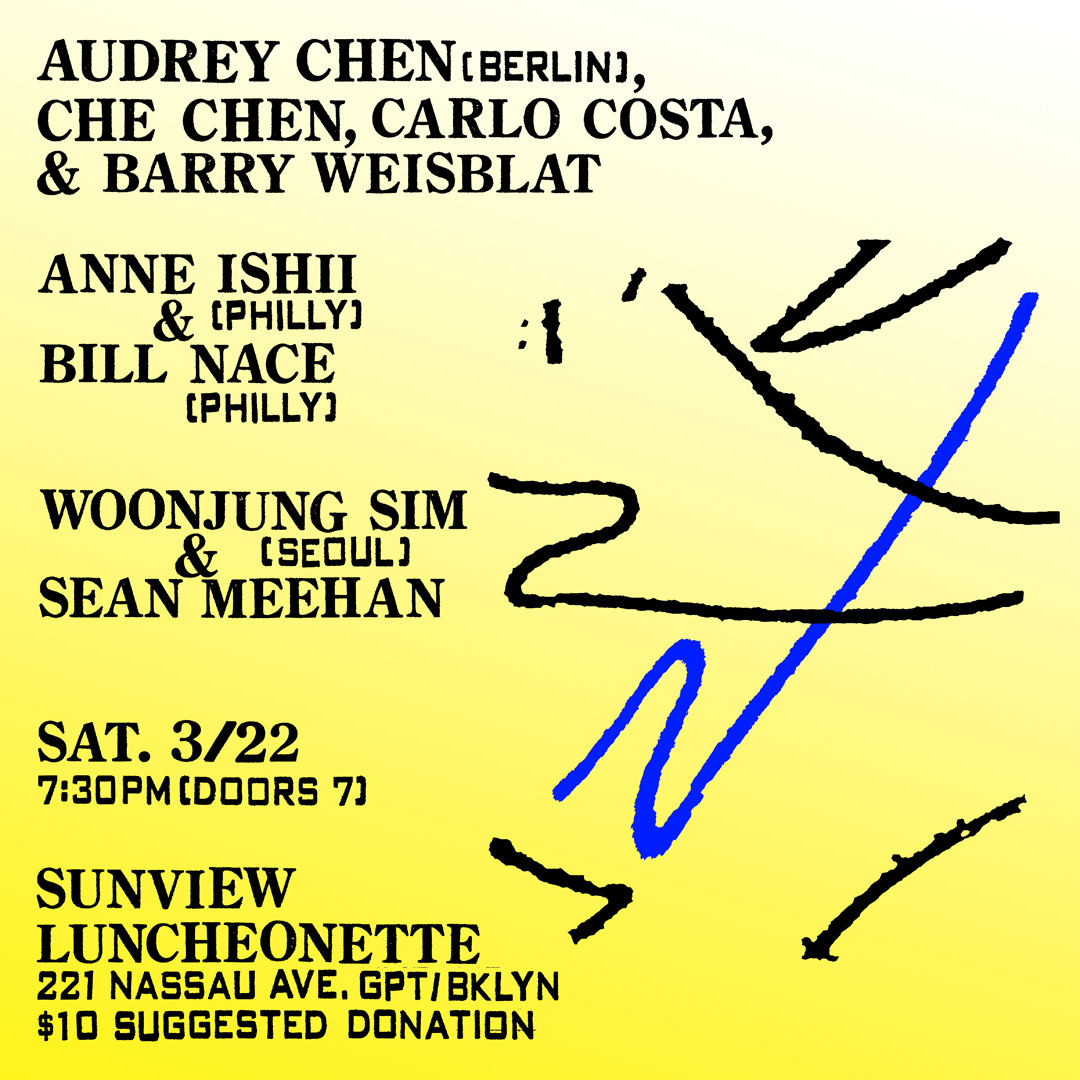 AUDREY CHEN [BERLIN],
CHE CHEN, CARLO COSTA,
& BARRY WEISBLAT
ANNE ISHII
& [PHILLY]
BILL NACE
[PHILLY]
WOONJUNG SIM
& [SEOUL]
SEAN MEEHAN
SAT. 3/22
7:30PM [DOORS 7]
SUNVIEW
LUNCHEONETTE
221 NASSAU AVE. GPT/BKLYN
$10 SUGGESTED DONATION